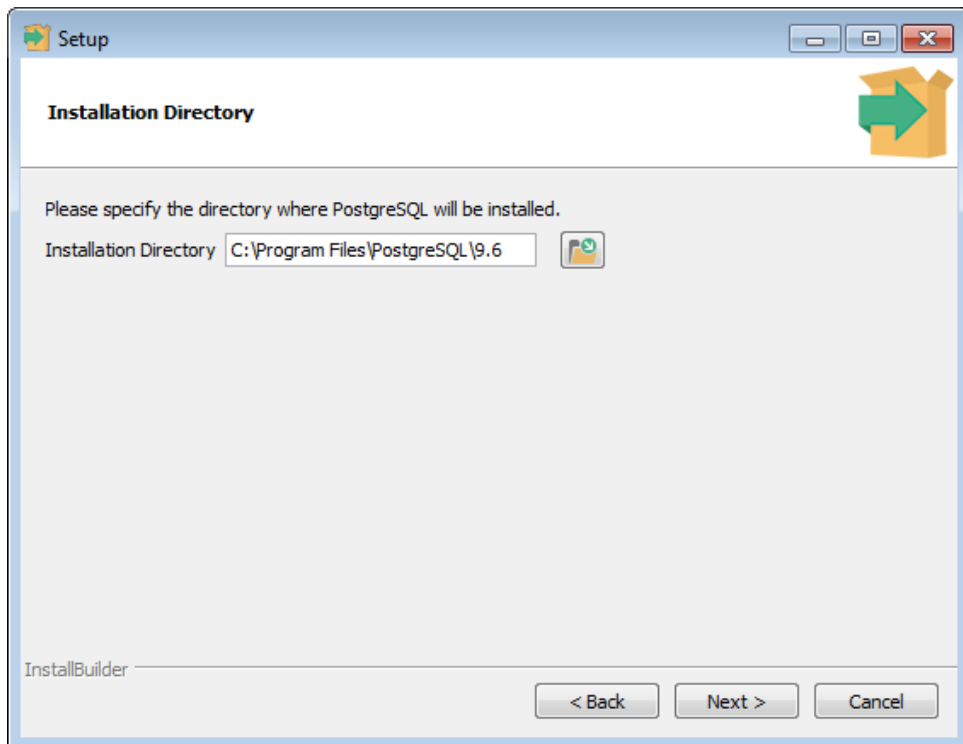 Setup
Installation Directory
Please specify the directory where PostgreSQL will be installed.
Installation Directory C:\Program Files\PostgreSQL\9.6
InstallBuilder
< Back Next > Cancel